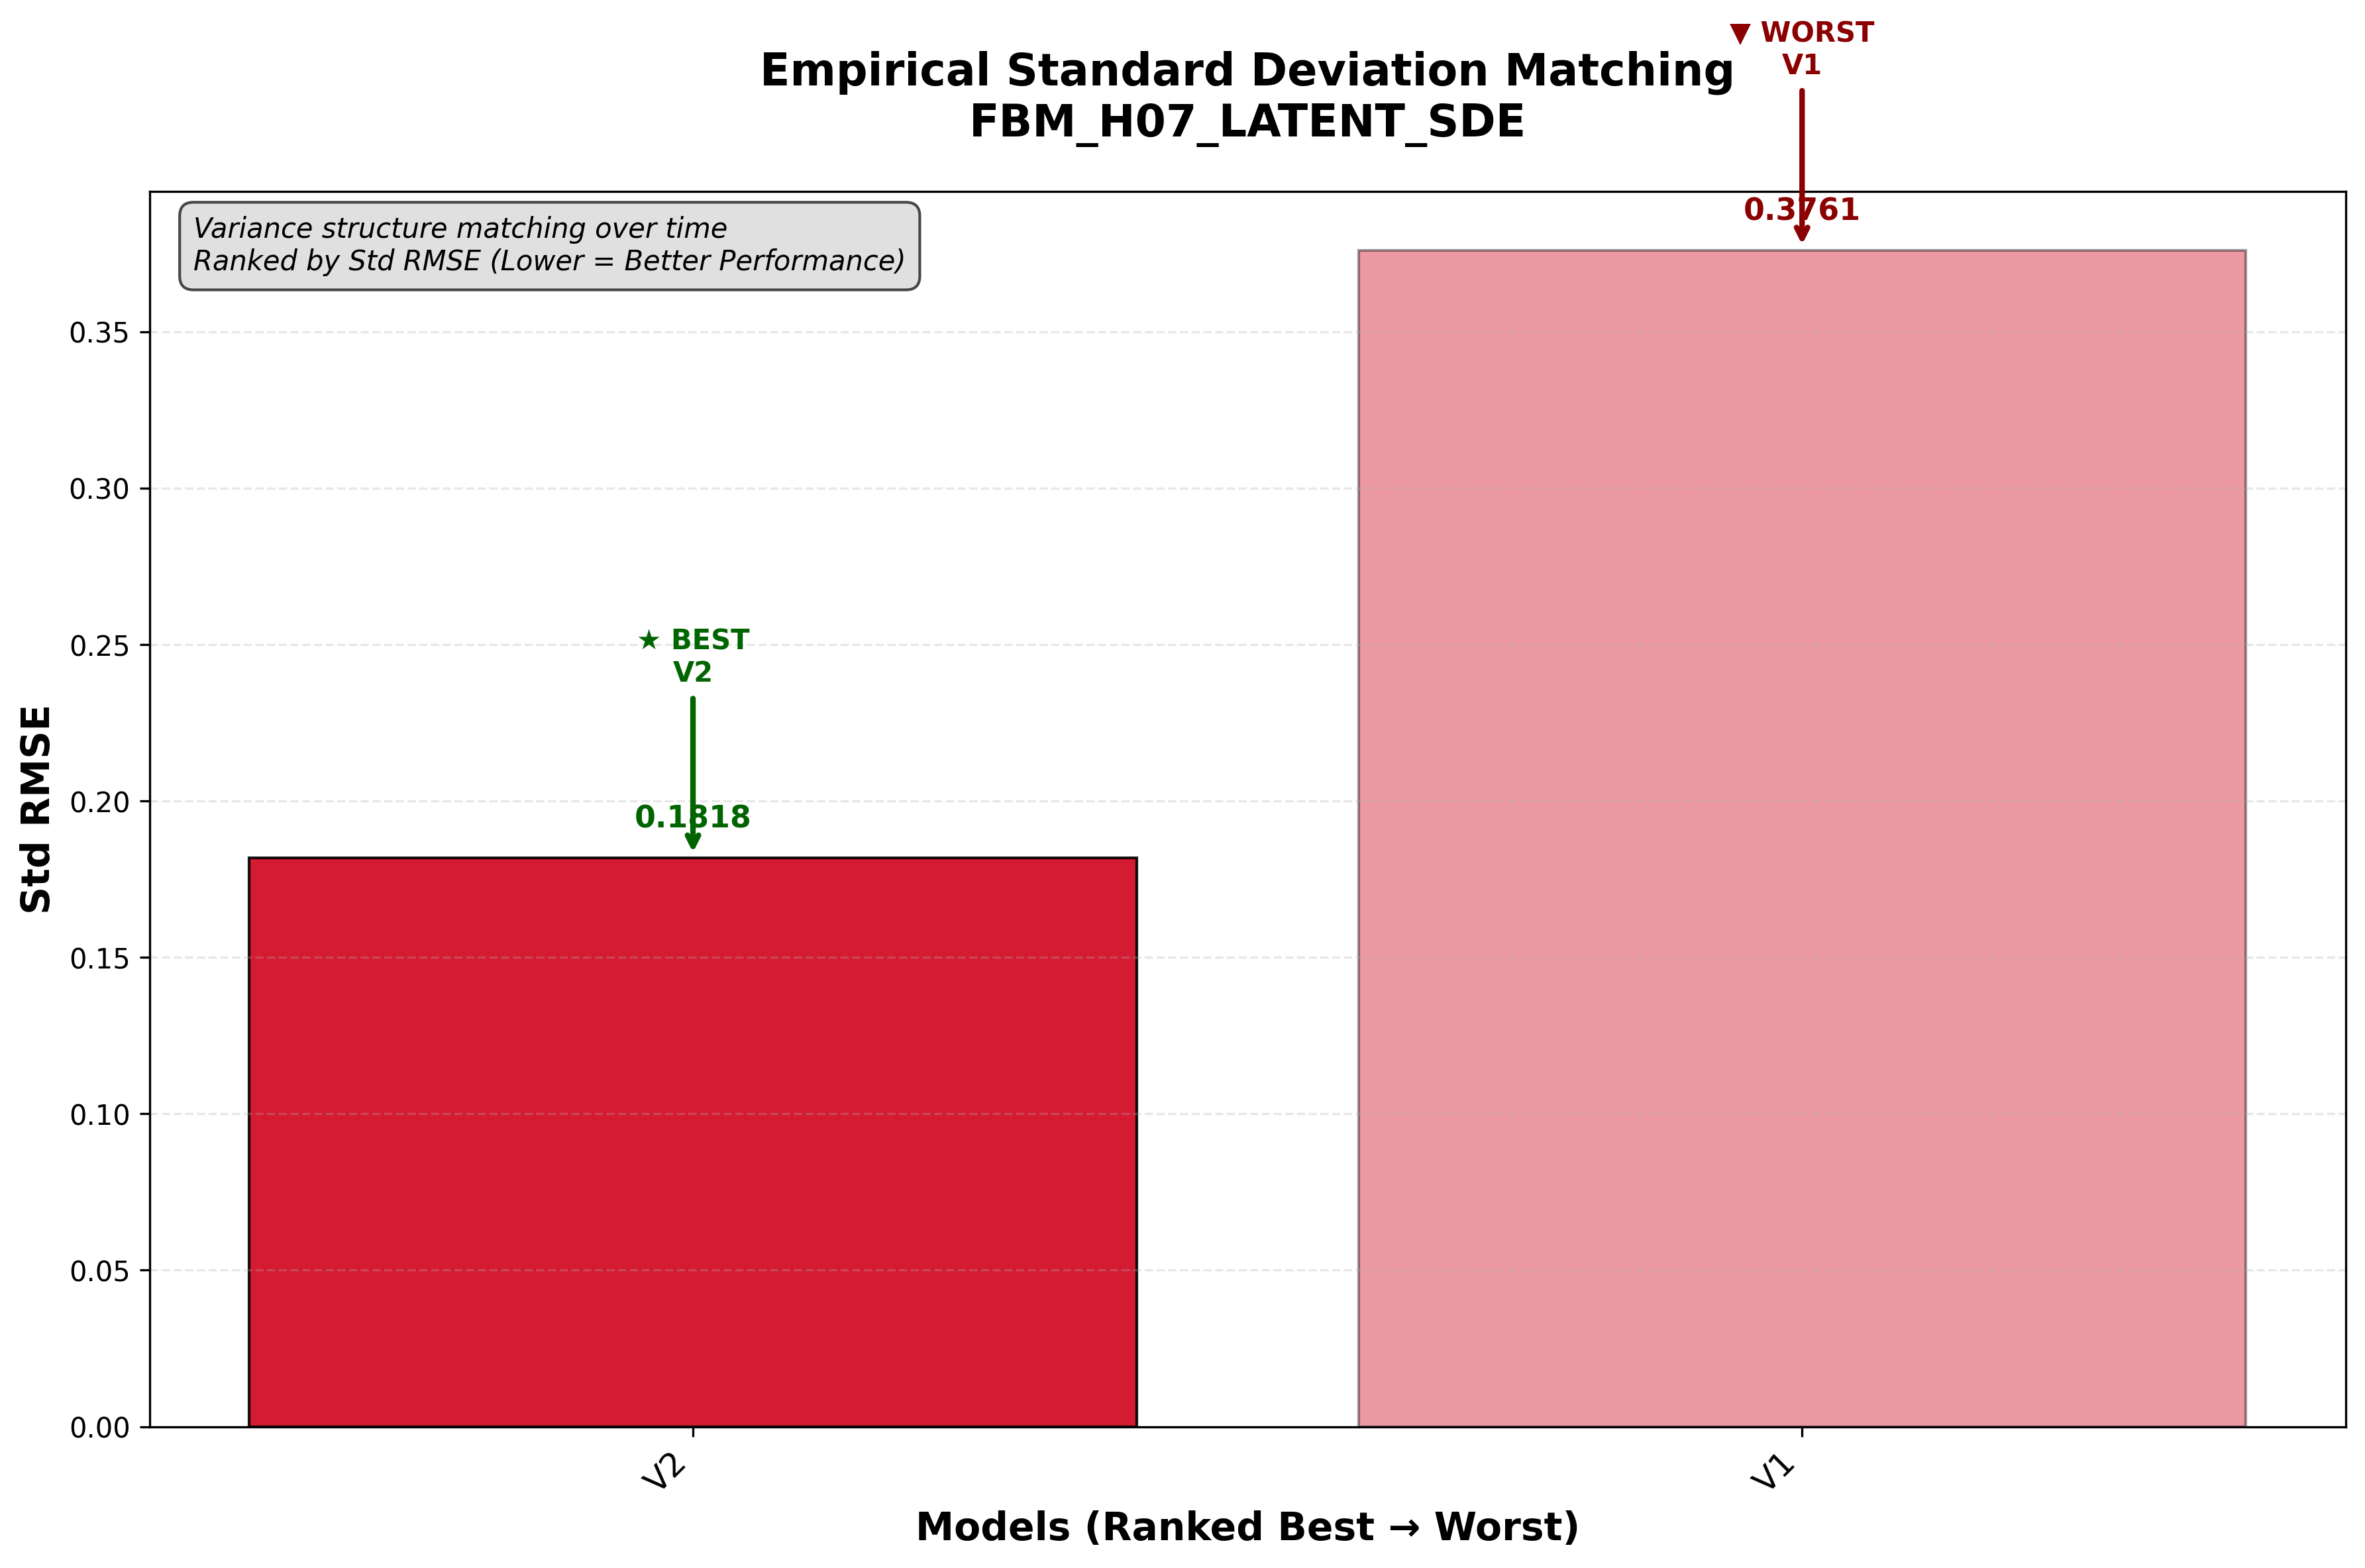 ▼ WORST
V1
Empirical Standard Deviation Matching
FBM_H07_LATENT_SDE
Variance structure matching over time
Ranked by Std RMSE (Lower = Better Performance)
0.3761
★ BEST
V2
0.1818
Std RMSE
0.35
0.30
0.25
0.20
0.15
0.10
0.05
0.00
V2
V1
Models (Ranked Best → Worst)